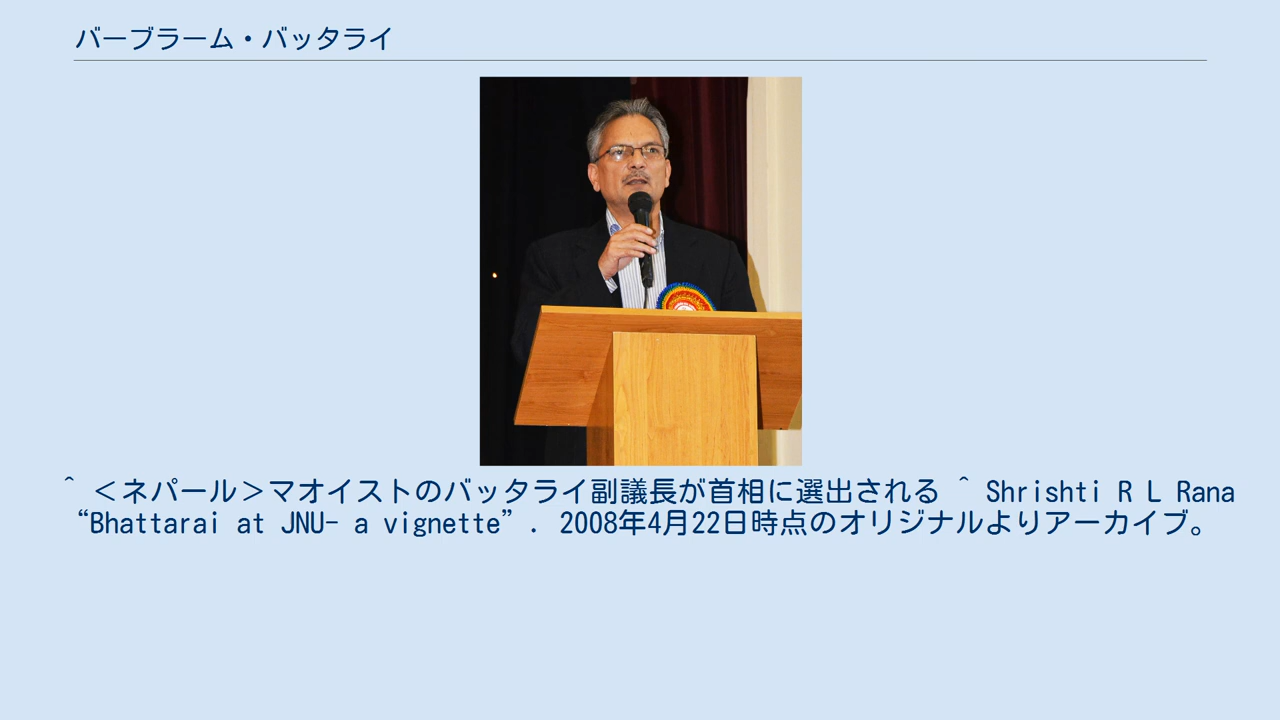 バーブラーム・バッタライ
^ ＜ネパール＞マオイストのバッタライ副議長が首相に選出される ^ Shrishti R L Rana
“Bhattarai at JNU- a vignette”. 2008年4月22日時点のオリジナルよりアーカイブ。